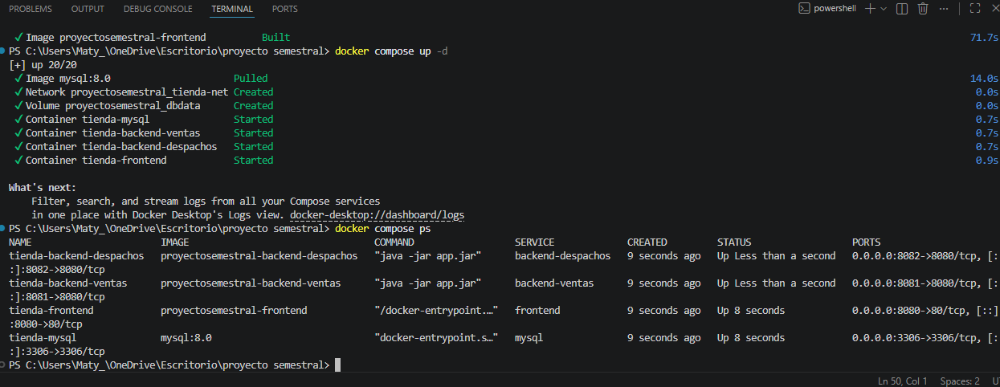 PROBLEMS OUTPUT DEBUG CONSOLE TERMINAL PORTS powershell
✓ Image proyectosemestral-frontend Built 71.7s
PS C:\Users\Maty_\OneDrive\Escritorio\proyecto semestral> docker compose up -d
[+] up 20/20
✓ Image mysql:8.0 Pulled 14.0s
✓ Network proyectosemestral_tienda-net Created 0.0s
✓ Volume proyectosemestral_dbdata Created 0.0s
✓ Container tienda-mysql Started 0.7s
✓ Container tienda-backend-ventas Started 0.7s
✓ Container tienda-backend-despachos Started 0.7s
✓ Container tienda-frontend Started 0.9s
What's next:
Filter, search, and stream logs from all your Compose services
in one place with Docker Desktop's Logs view. docker-desktop://dashboard/logs
PS C:\Users\Maty_\OneDrive\Escritorio\proyecto semestral> docker compose ps
NAME IMAGE COMMAND SERVICE CREATED STATUS PORTS
tienda-backend-despachos proyectosemestral-backend-despachos "java -jar app.jar" backend-despachos 9 seconds ago Up Less than a second 0.0.0.0:8082->8080/tcp, [:
:]:8082->8080/tcp
tienda-backend-ventas proyectosemestral-backend-ventas "java -jar app.jar" backend-ventas 9 seconds ago Up Less than a second 0.0.0.0:8081->8080/tcp, [:
:]:8081->8080/tcp
tienda-frontend proyectosemestral-frontend "/docker-entrypoint.…" frontend 9 seconds ago Up 8 seconds 0.0.0.0:8080->80/tcp, [::]
:8080->80/tcp
tienda-mysql mysql:8.0 "docker-entrypoint.s…" mysql 9 seconds ago Up 8 seconds 0.0.0.0:3306->3306/tcp, [:
:]:3306->3306/tcp
PS C:\Users\Maty_\OneDrive\Escritorio\proyecto semestral>
Ln 50, Col 1 Spaces: 2